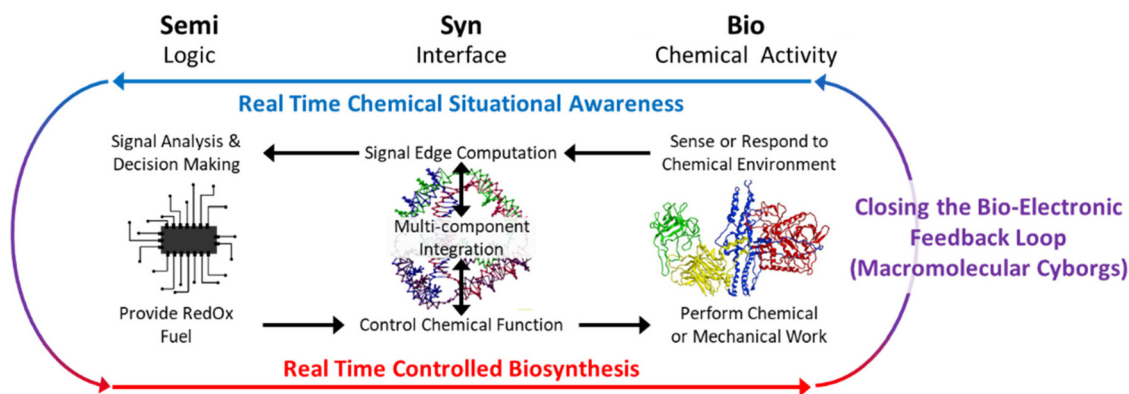 Semi
Logic
Syn
Interface
Bio
Chemical Activity
Real Time Chemical Situational Awareness
Signal Analysis &
Decision Making
Signal Edge Computation
Sense or Respond to
Chemical Environment
Multi-component
Integration
Closing the Bio-Electronic
Feedback Loop
(Macromolecular Cyborgs)
Provide RedOx
Fuel
Control Chemical Function
Perform Chemical
or Mechanical Work
Real Time Controlled Biosynthesis